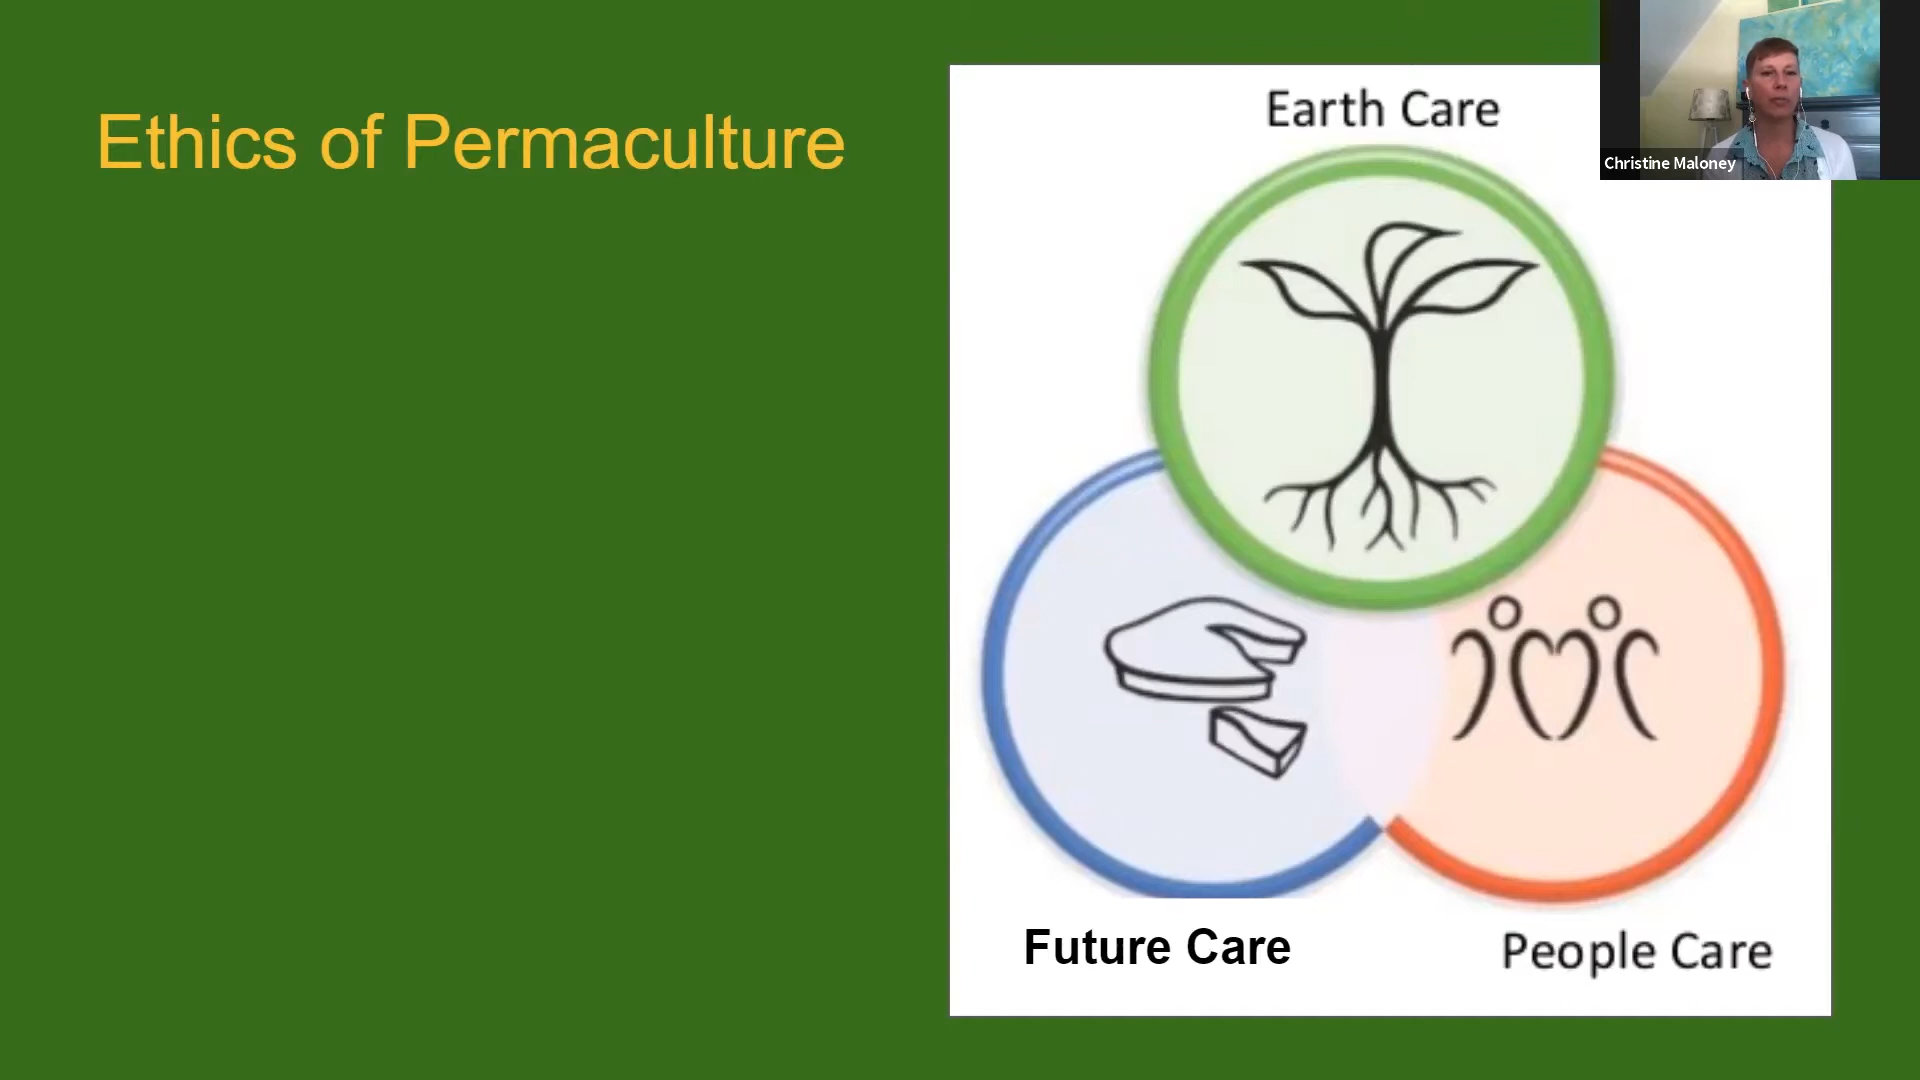 Ethics of Permaculture
Earth Care
Christine Maloney
Future Care
People Care